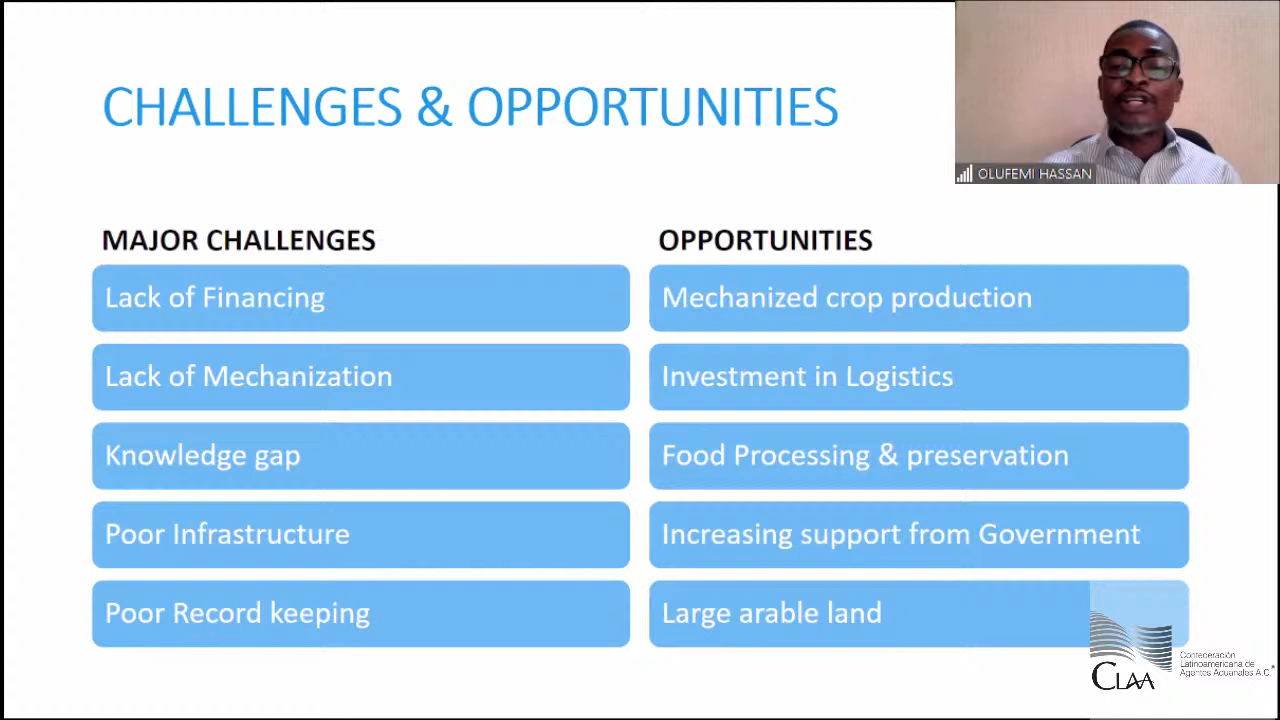 CHALLENGES & OPPORTUNITIES
OLUFEMI HASSAN
MAJOR CHALLENGES
Lack of Financing
Lack of Mechanization
Knowledge gap
Poor Infrastructure
Poor Record keeping
OPPORTUNITIES
Mechanized crop production
Investment in Logistics
Food Processing & preservation
Increasing support from Government
Large arable land
CLAA
Confederación
Latinoamericana de
Agentes Aduanales A.C.